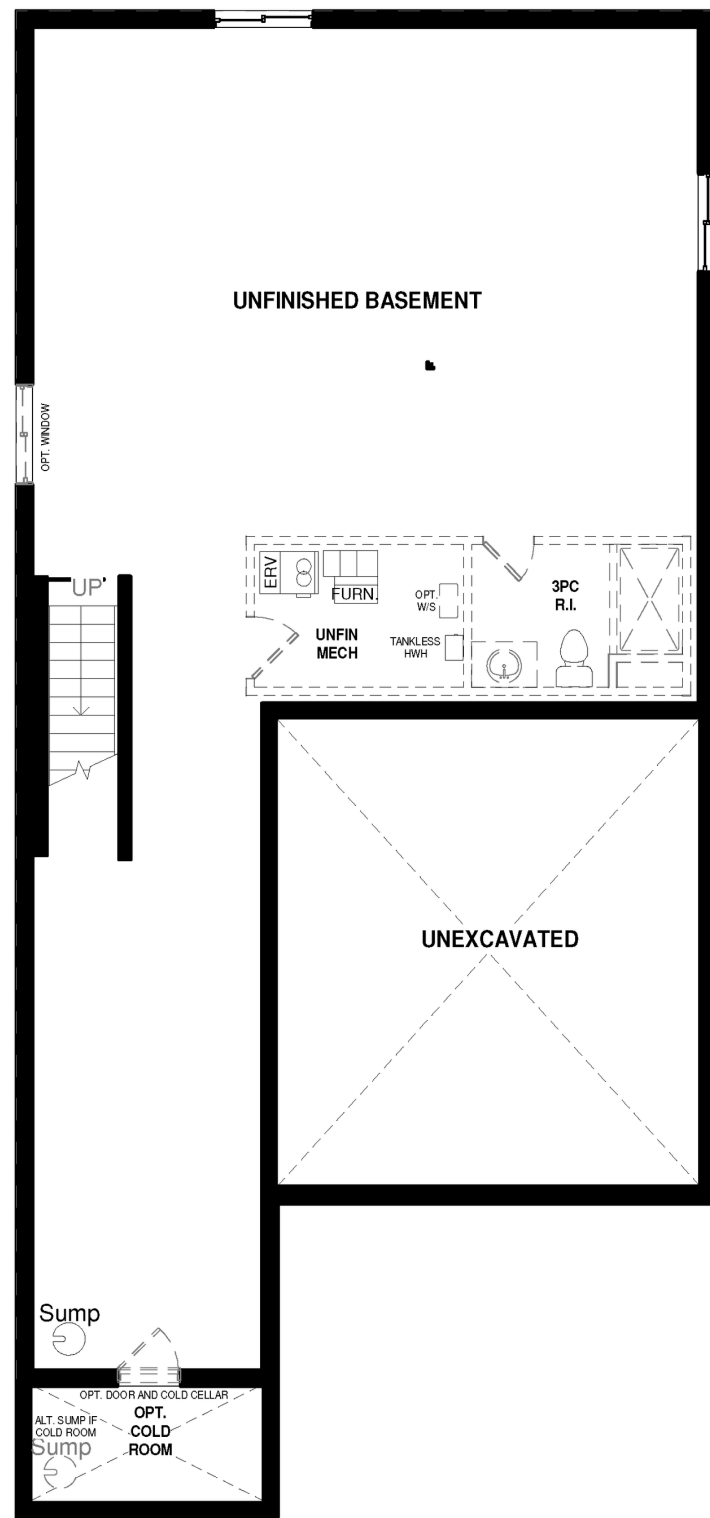 UNFINISHED BASEMENT
OPT. WINDOW
UP
ERV
FURN.
OPT.
W/S
3PC
R.I.
UNFIN
MECH
TANKLESS
HWH
UNEXCAVATED
Sump
OPT. DOOR AND COLD CELLAR
OPT.
COLD
ROOM
ALT. SUMP IF
COLD ROOM
Sump